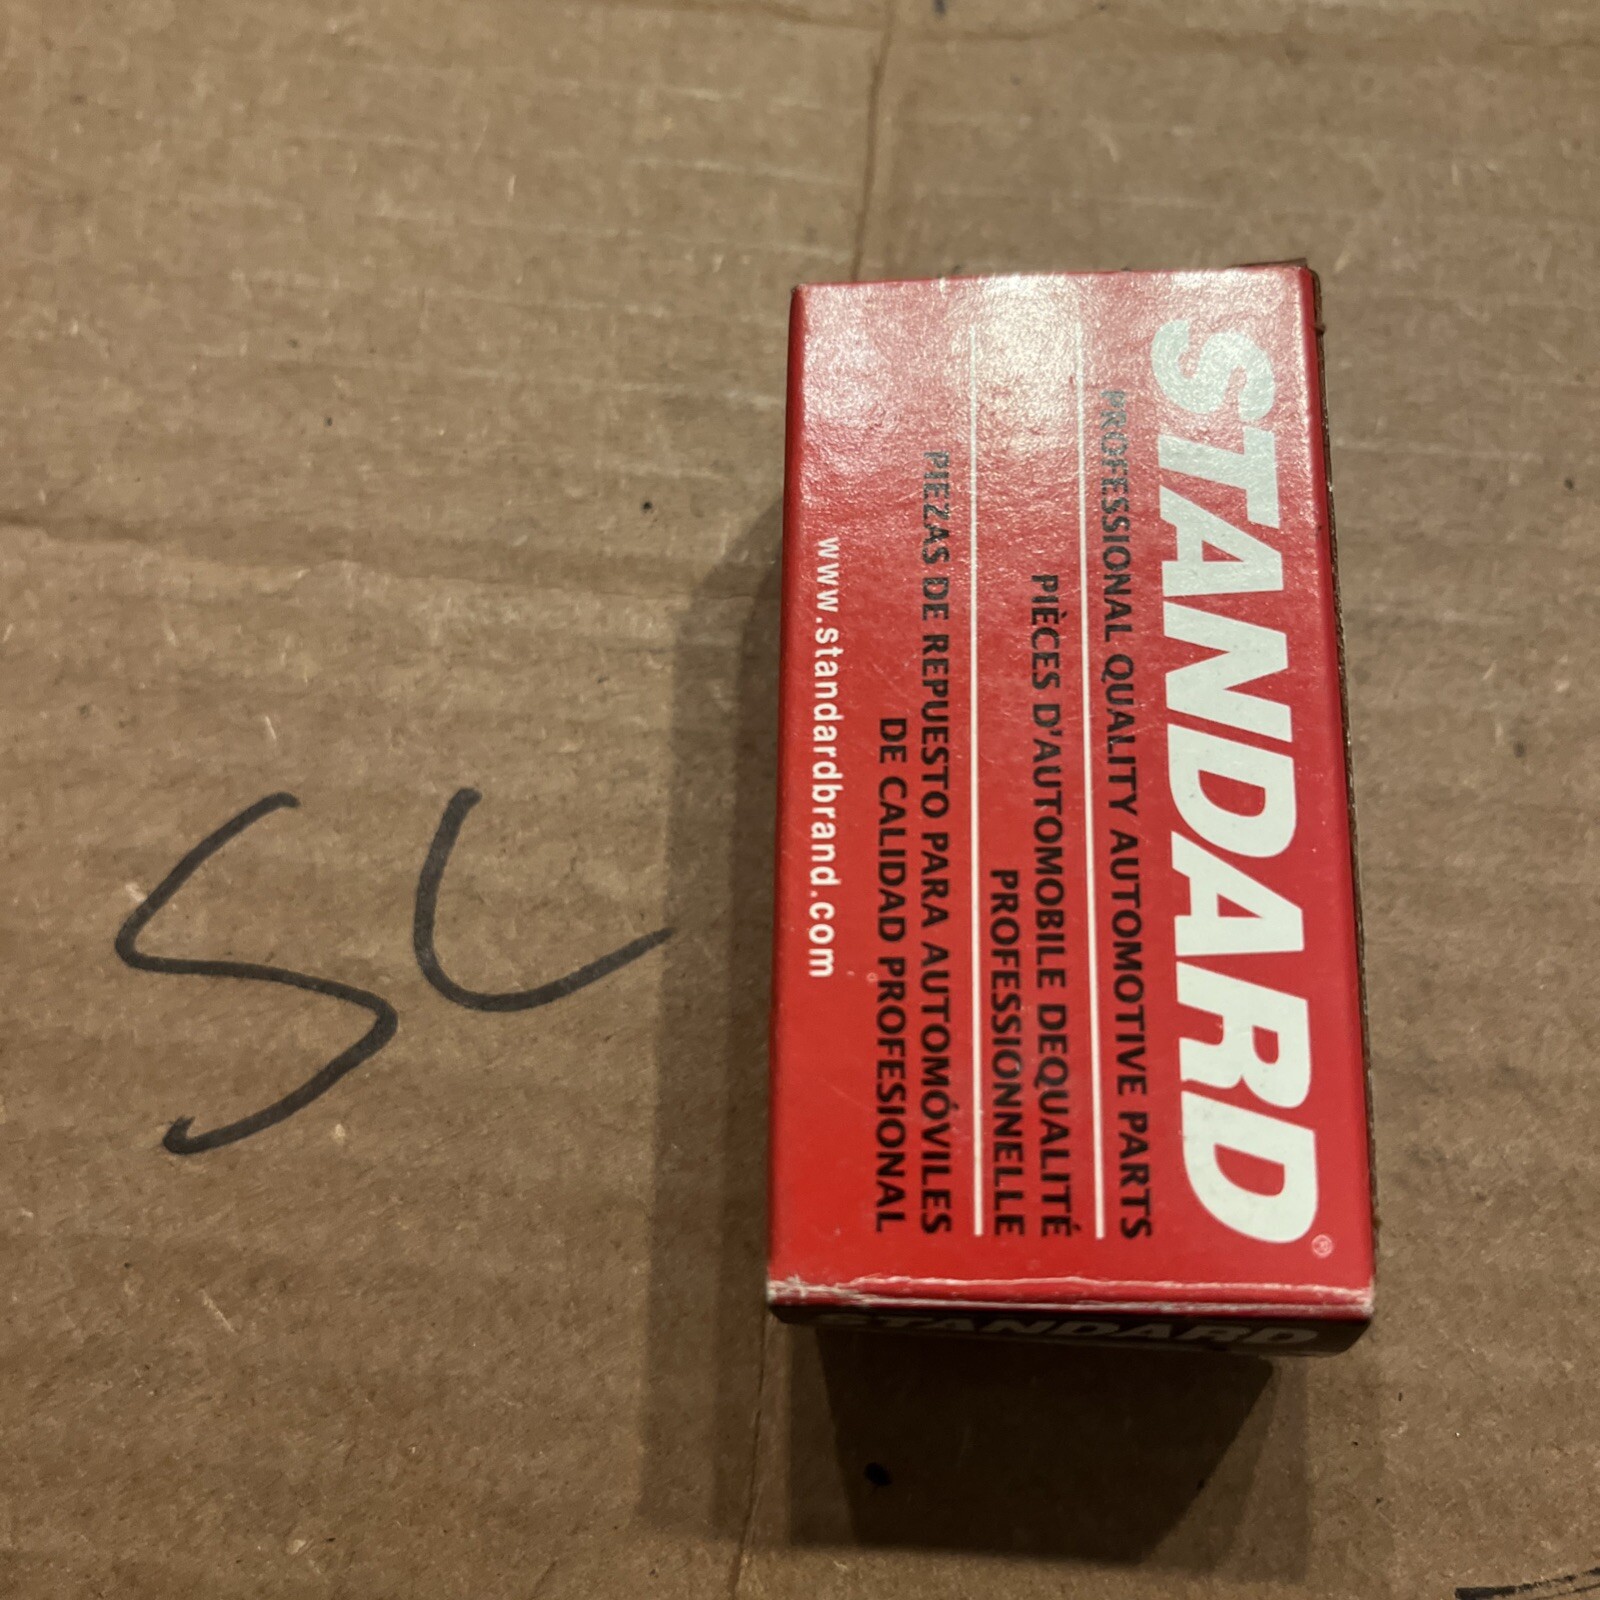 STANDARD®
PROFESSIONAL QUALITY AUTOMOTIVE PARTS
PIÈCES D'AUTOMOBILE DEQUALITÉ
PROFESSIONNELLE
PIEZAS DE REPUESTO PARA AUTOMÓVILES
DE CALIDAD PROFESIONAL
www.standardbrand.com
STANDARD
SL